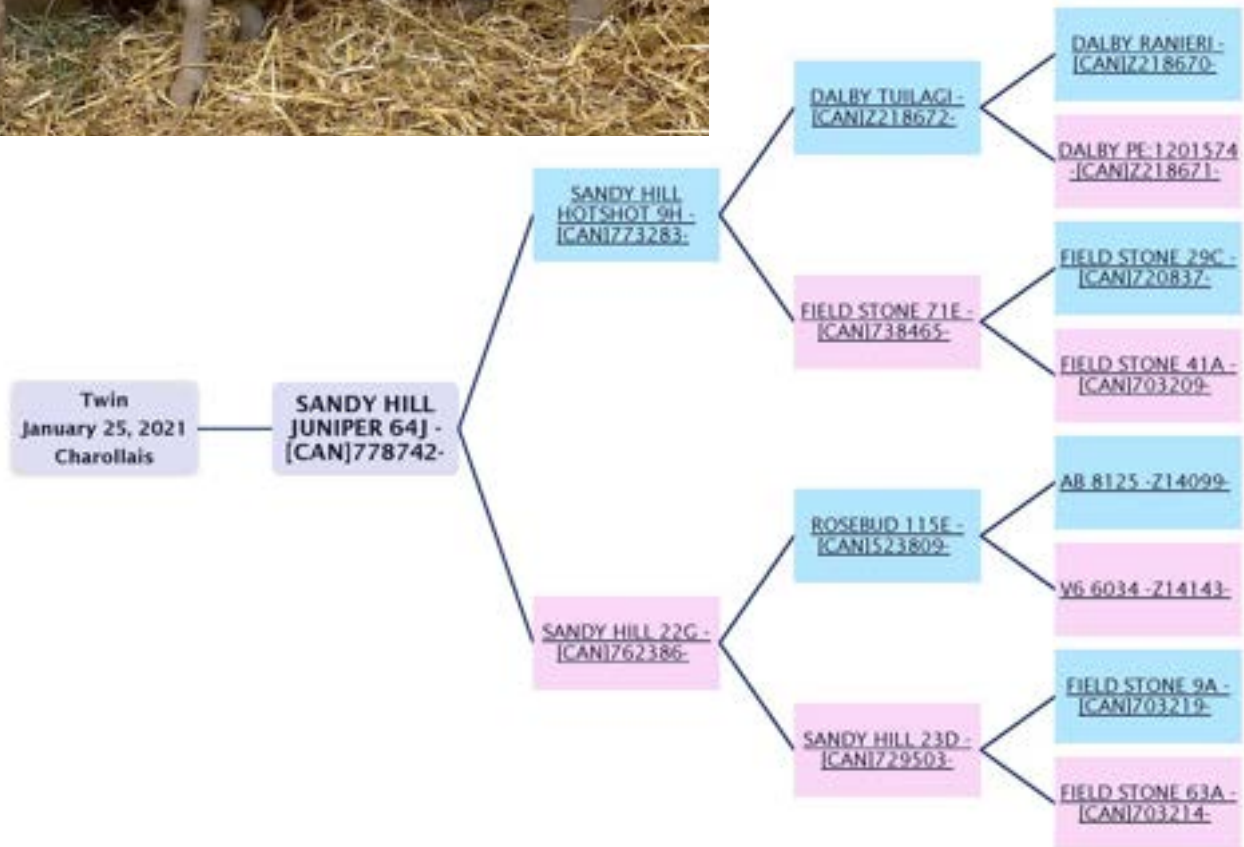 Twin
January 25, 2021
Charollais
SANDY HILL
JUNIPER 64J -
[CAN]778742-
SANDY HILL
HOTSHOT 9H -
[CAN]773283-
SANDY HILL 22G -
[CAN]762386-
DALBY TUILAGI -
[CAN]Z218672-
FIELD STONE 71E -
[CAN]738465-
ROSEBUD 115E -
[CAN]523809-
SANDY HILL 23D -
[CAN]729503-
DALBY RANIERI -
[CAN]Z218670-
DALBY PE:1201574
-[CAN]Z218671-
FIELD STONE 29C -
[CAN]720837-
FIELD STONE 41A -
[CAN]703209-
AB 8125 -Z14099-
V6 6034 -Z14143-
FIELD STONE 9A -
[CAN]703219-
FIELD STONE 63A -
[CAN]703214-